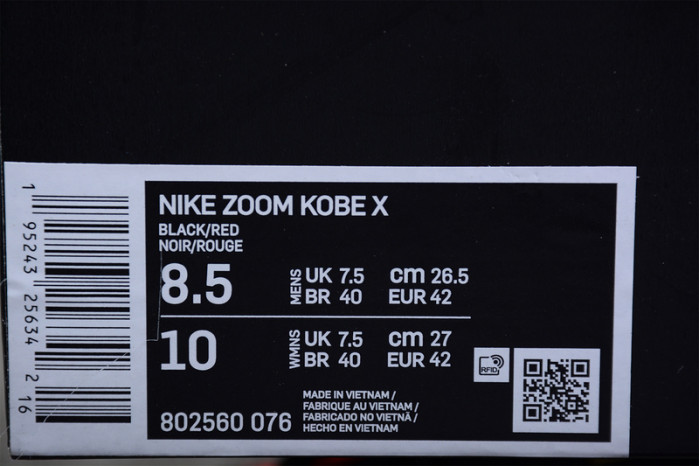 NIKE ZOOM KOBE X
BLACK/RED
NOIR/ROUGE
8.5 MENS UK 7.5 cm 26.5
BR 40 EUR 42
10 WMNS UK 7.5 cm 27
BR 40 EUR 42
RFID
802560 076
MADE IN VIETNAM /
FABRIQUE AU VIETNAM /
FABRICADO NO VIETNÃ /
HECHO EN VIETNAM
1 95243 25634 2 16